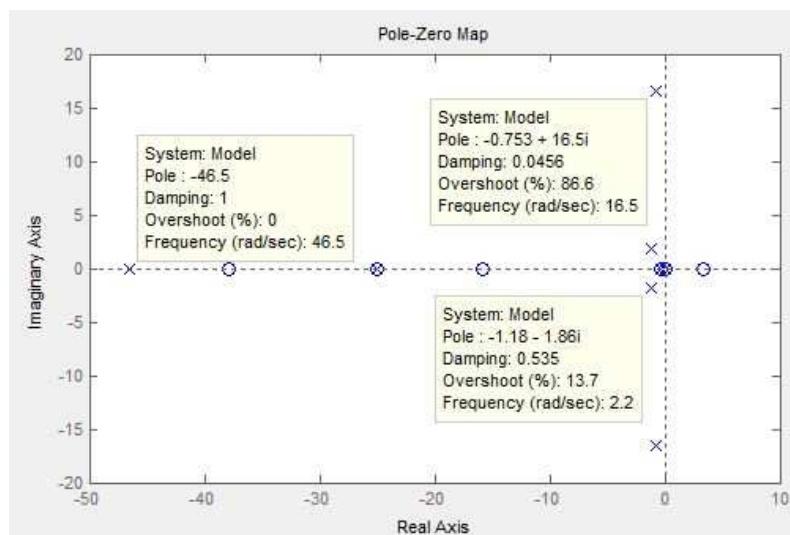 Pole-Zero Map
20
15
10
5
0
-5
-10
-15
-20
Imaginary Axis
System: Model
Pole : -46.5
Damping: 1
Overshoot (%): 0
Frequency (rad/sec): 46.5
System: Model
Pole : -0.753 + 16.5i
Damping: 0.0456
Overshoot (%): 86.6
Frequency (rad/sec): 16.5
System: Model
Pole : -1.18 - 1.86i
Damping: 0.535
Overshoot (%): 13.7
Frequency (rad/sec): 2.2
-50 -40 -30 -20 -10 0 10
Real Axis